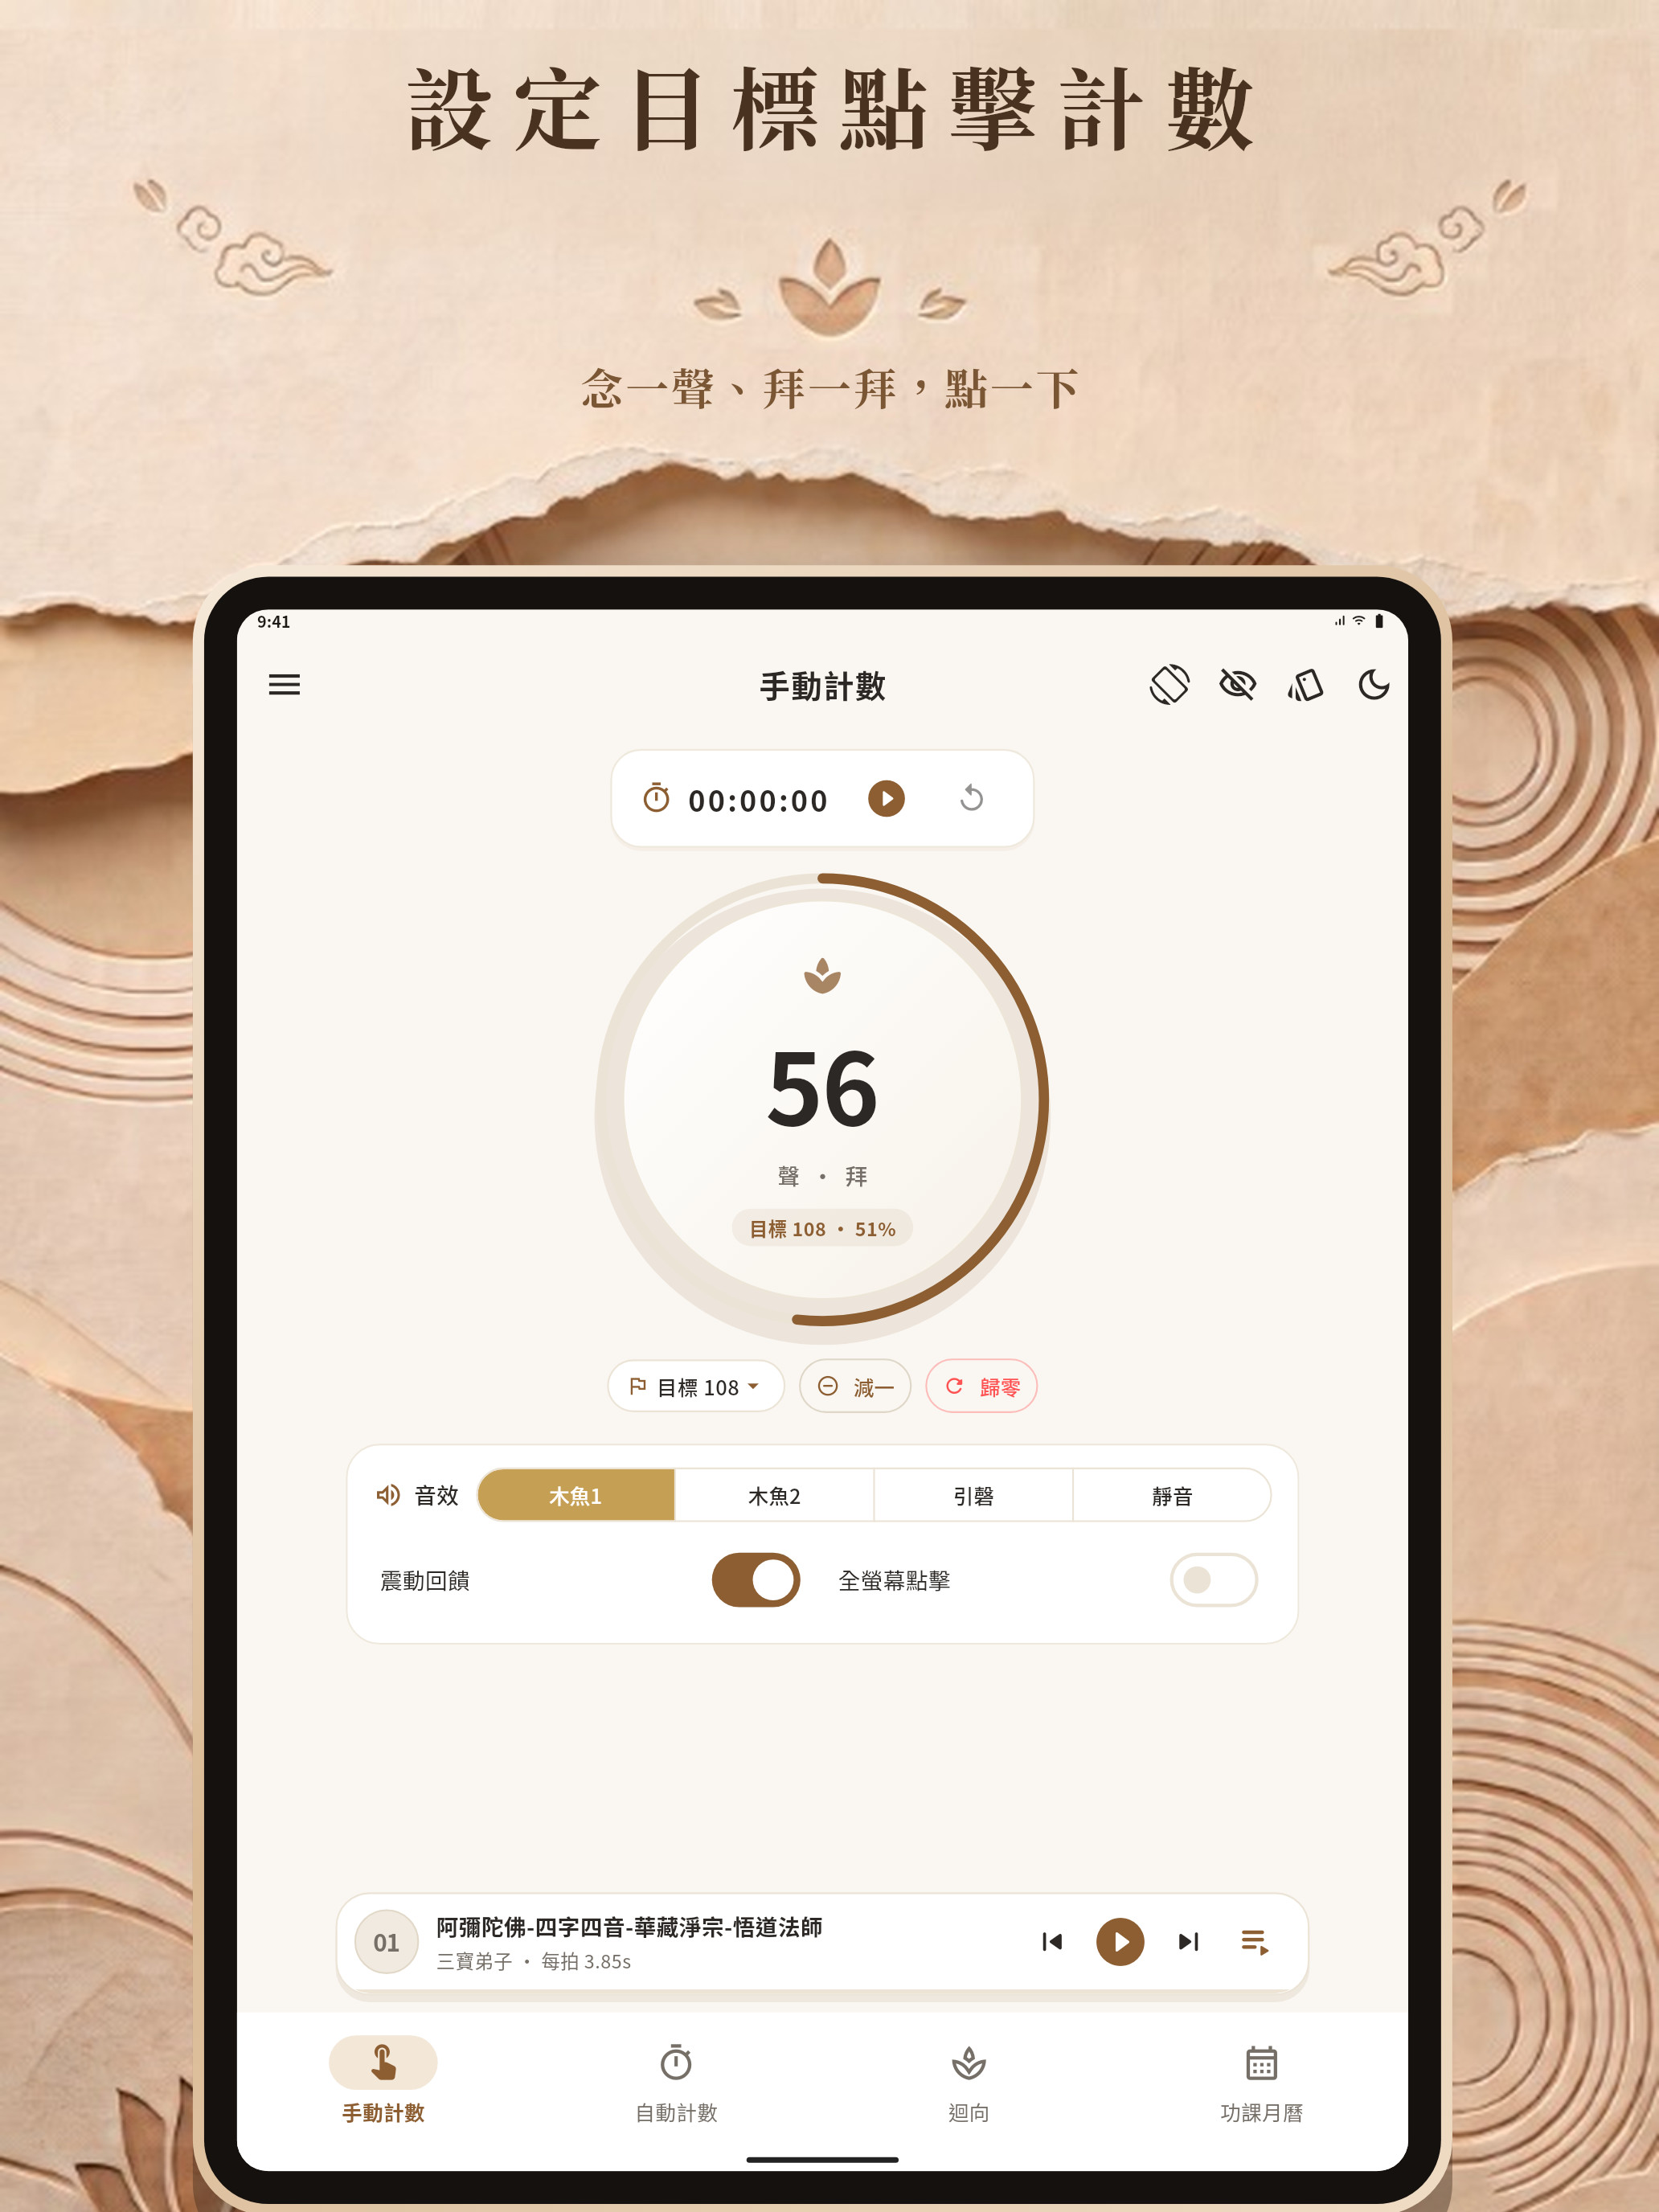 設定目標點擊計數
念一聲、拜一拜，點一下
9:41
手動計數
00:00:00
56
聲 • 拜
目標 108 • 51%
目標 108
減一
歸零
音效
木魚1
木魚2
引磬
靜音
震動回饋
全螢幕點擊
01
阿彌陀佛-四字四音-華藏淨宗-悟道法師
三寶弟子 • 每拍 3.85s
手動計數
自動計數
迴向
功課月曆